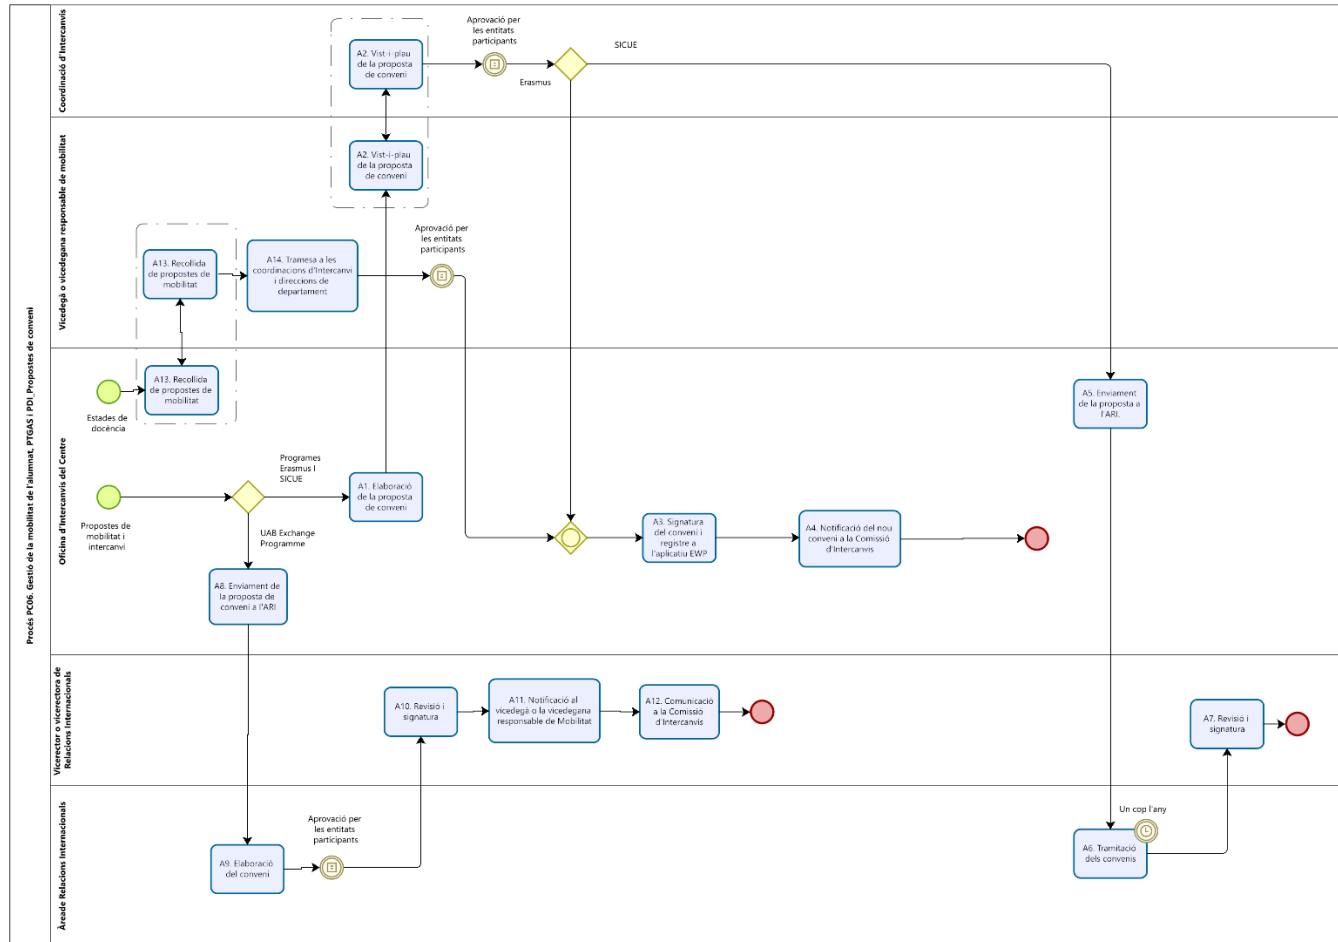 Procés PC06. Gestió de la mobilitat de l'alumnat, PTGAS i PDI_Propostes de conveni
Coordinació d'Intercanvis
A2. Vist-i-plau
de la proposta
de conveni
Aprovació per
les entitats
participants
SICUE
Erasmus
Vicedegà o vicedegana responsable de mobilitat
A2. Vist-i-plau
de la proposta
de conveni
A13. Recollida
de propostes de
mobilitat
A14. Tramesa a les
coordinacions d'Intercanvi
i direccions de
departament
Aprovació per
les entitats
participants
Oficina d'Intercanvis del Centre
Estades de
docència
A13. Recollida
de propostes de
mobilitat
A5. Enviament
de la proposta a
l'ARI.
Propostes de
mobilitat i
intercanvi
Programes
Erasmus I
SICUE
A1. Elaboració
de la proposta
de conveni
UAB Exchange
Programme
A3. Signatura
del conveni i
registre a
l'aplicatiu EWP
A4. Notificació del nou
conveni a la Comissió
d'Intercanvis
A8. Enviament de
la proposta de
conveni a l'ARI
Vicerector o vicerectora de
Relacions Internacionals
A10. Revisió i
signatura
A11. Notificació al
vicedegà o la vicedegana
responsable de Mobilitat
A12. Comunicació
a la Comissió
d'Intercanvis
A7. Revisió i
signatura
Àreade Relacions Internacionals
A9. Elaboració
del conveni
Aprovació per
les entitats
participants
Un cop l'any
A6. Tramitació
dels convenis